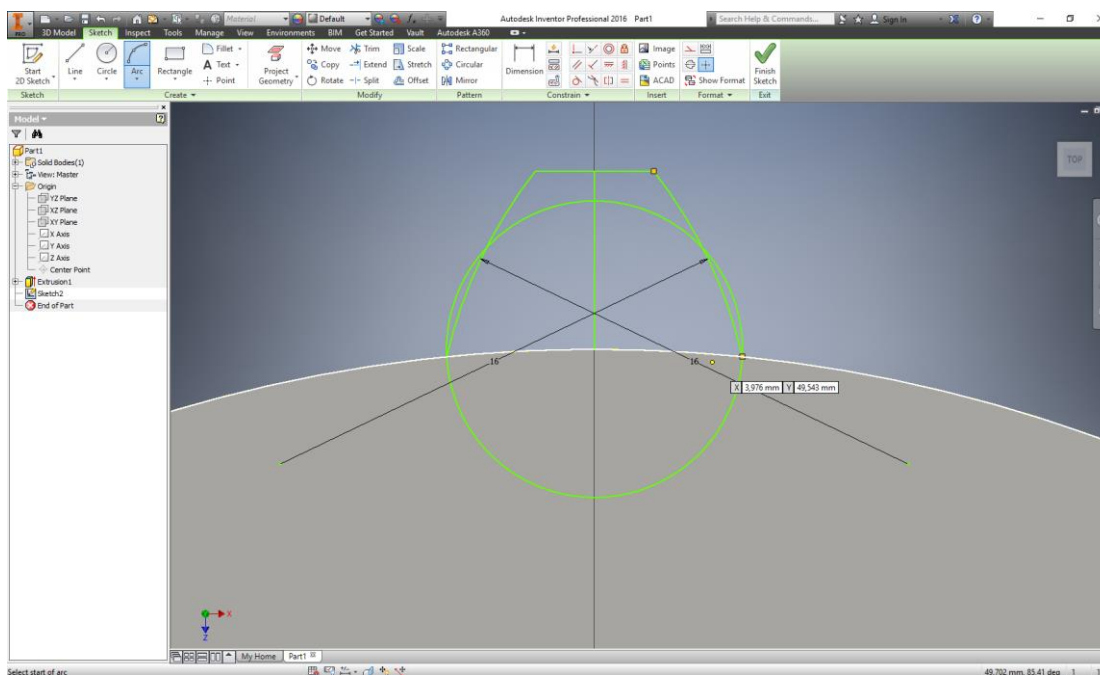 Material Default Autodesk Inventor Professional 2016 Part1 Search Help & Commands... Sign In
PRO 3D Model Sketch Inspect Tools Manage View Environments BIM Get Started Vault Autodesk A360
Start 2D Sketch Line Circle Arc Rectangle Fillet Text Point Project Geometry Move Copy Rotate Trim Extend Split Scale Stretch Offset Rectangular Circular Mirror Dimension Image Points ACAD Show Format Finish Sketch
Sketch Create Modify Pattern Constrain Insert Format Exit
Model
Part1
Solid Bodies(1)
View: Master
Origin
YZ Plane
XZ Plane
XY Plane
X Axis
Y Axis
Z Axis
Center Point
Extrusion1
Sketch2
End of Part
TOP
16 16
X 3,976 mm Y 49,543 mm
X
Z
My Home Part1
Select start of arc 49.702 mm, 85.41 deg 1